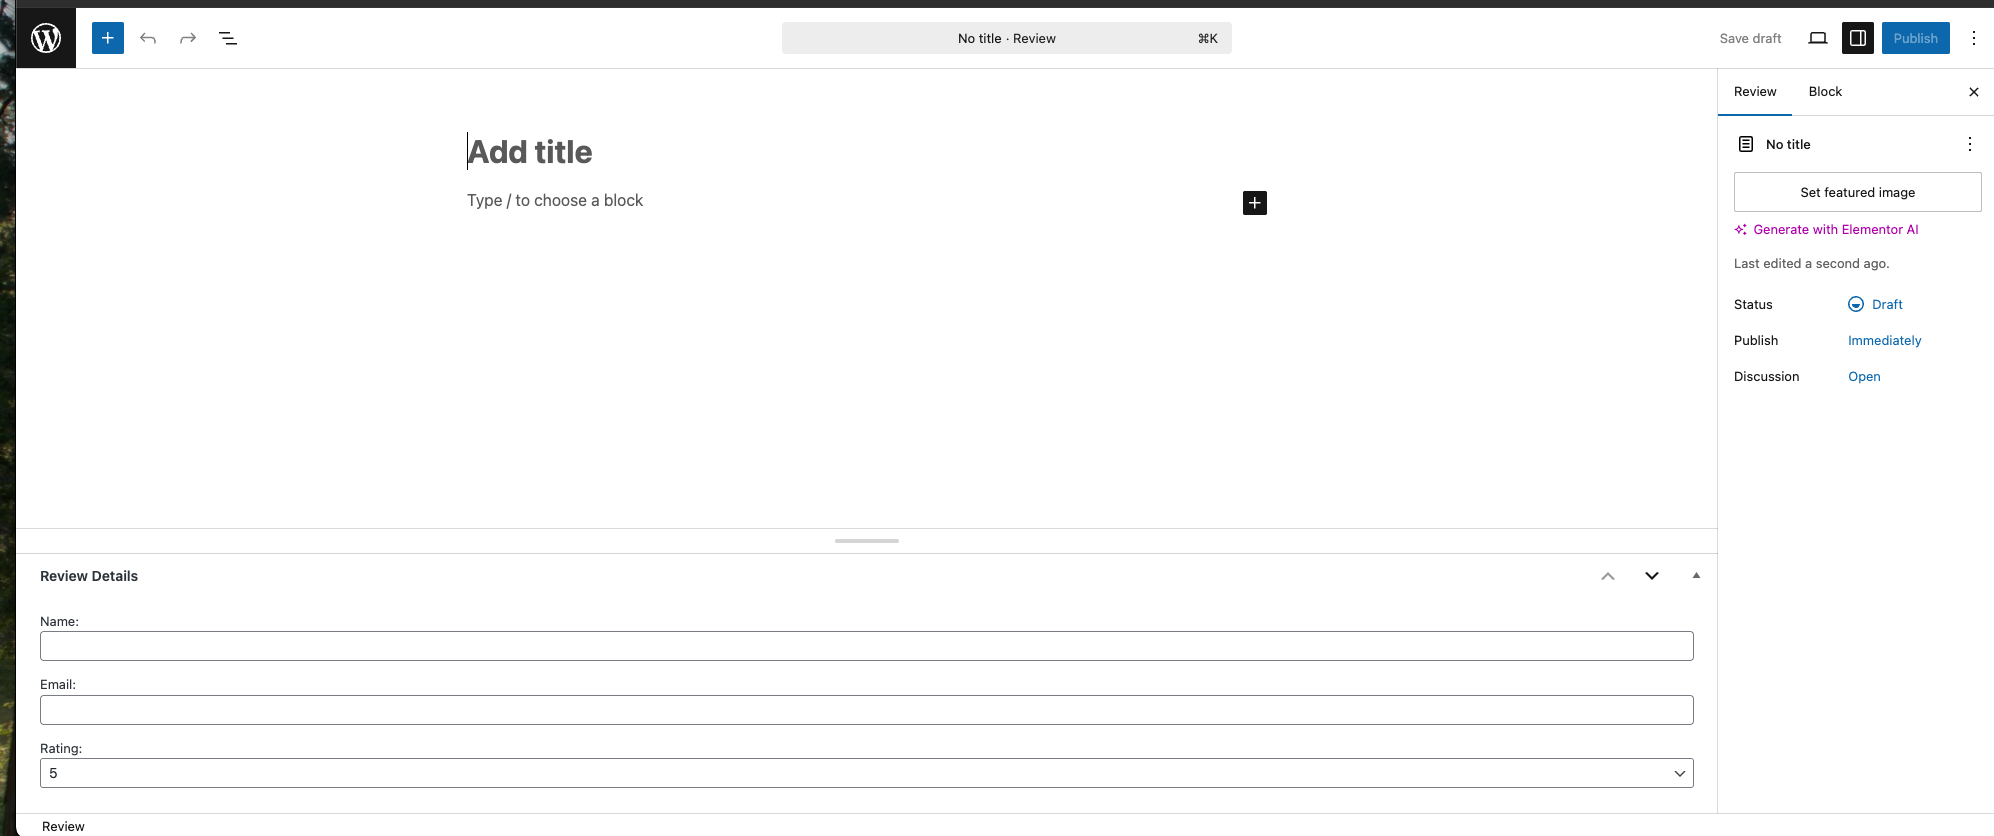 No title · Review ⌘K
Save draft
Publish
Review Block
Add title
Type / to choose a block
No title
Set featured image
Generate with Elementor AI
Last edited a second ago.
Status Draft
Publish Immediately
Discussion Open
Review Details
Name:
Email:
Rating:
5
Review